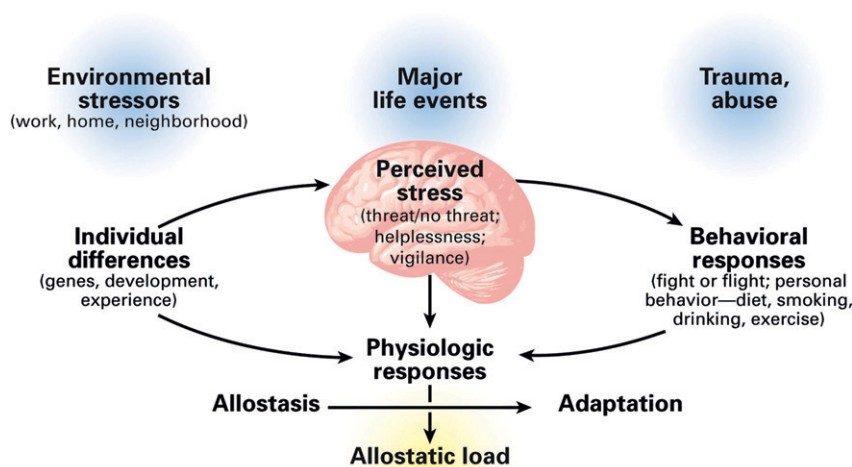 Environmental
stressors
(work, home, neighborhood)
Major
life events
Trauma,
abuse
Perceived
stress
(threat/no threat;
helplessness;
vigilance)
Individual
differences
(genes, development,
experience)
Behavioral
responses
(fight or flight; personal
behavior—diet, smoking,
drinking, exercise)
Physiologic
responses
Allostasis
Adaptation
Allostatic load